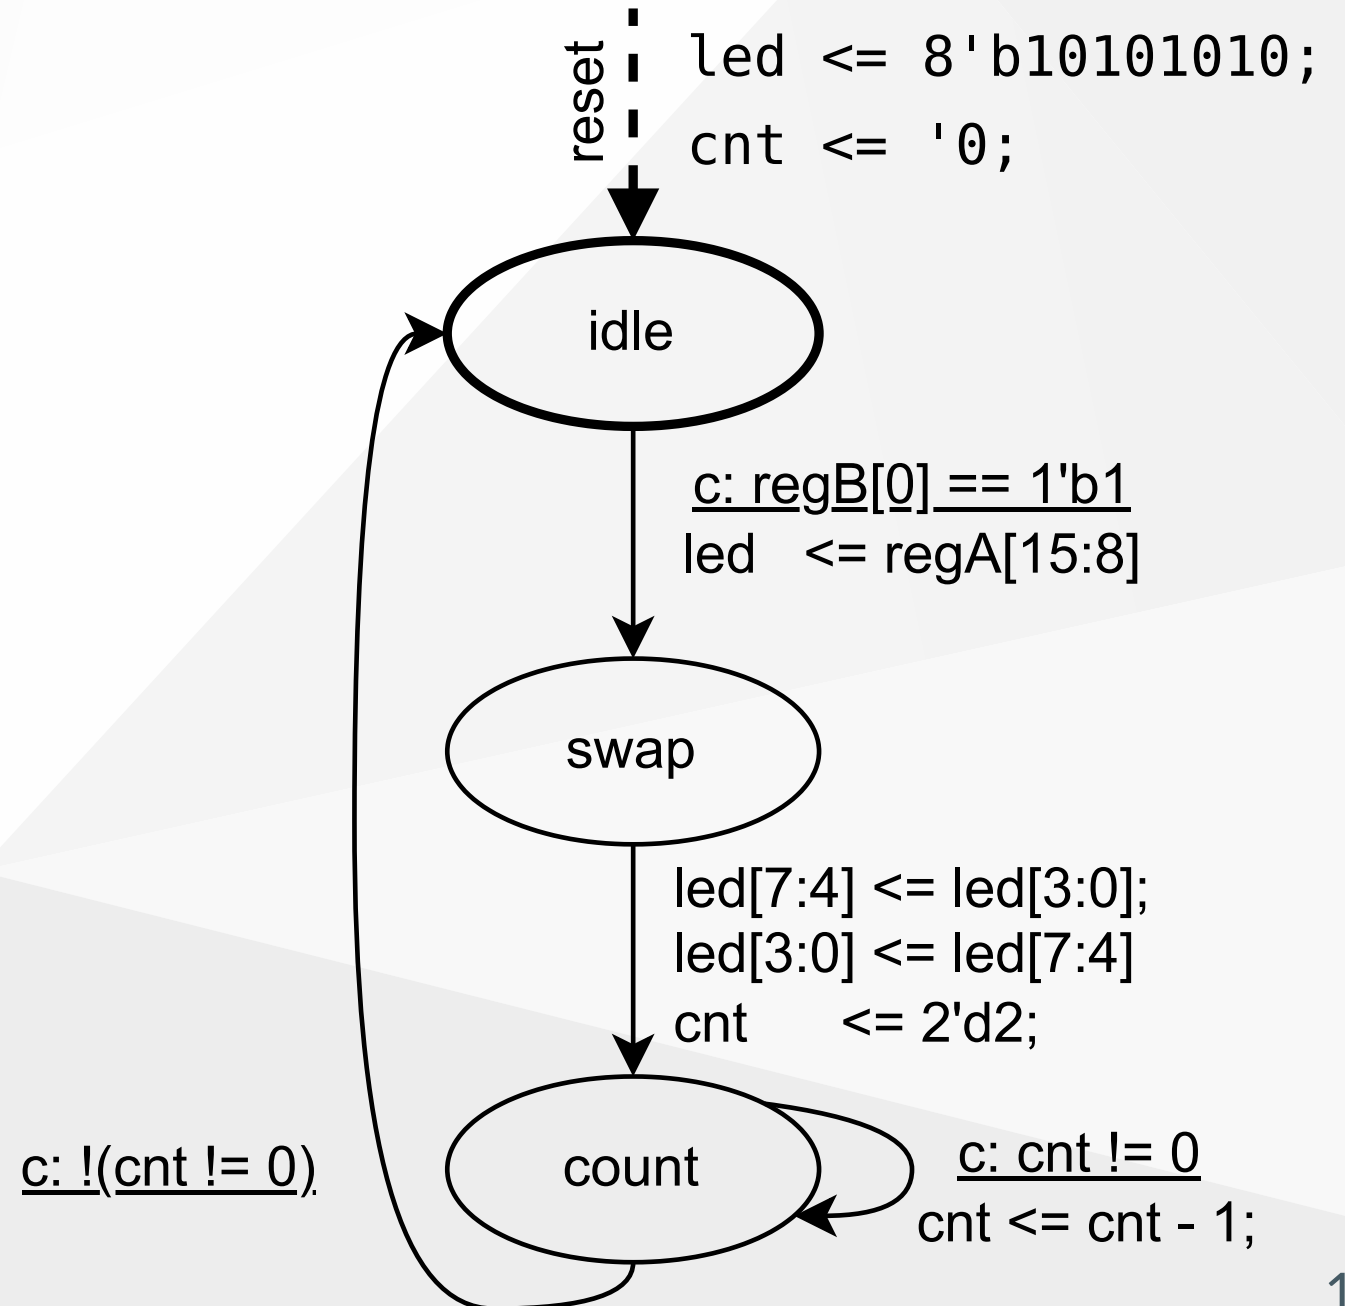 reset
led <= 8'b10101010;
cnt <= '0;
idle
c: regB[0] == 1'b1
led <= regA[15:8]
swap
led[7:4] <= led[3:0];
led[3:0] <= led[7:4]
cnt <= 2'd2;
c: !(cnt != 0)
count
c: cnt != 0
cnt <= cnt - 1;
1